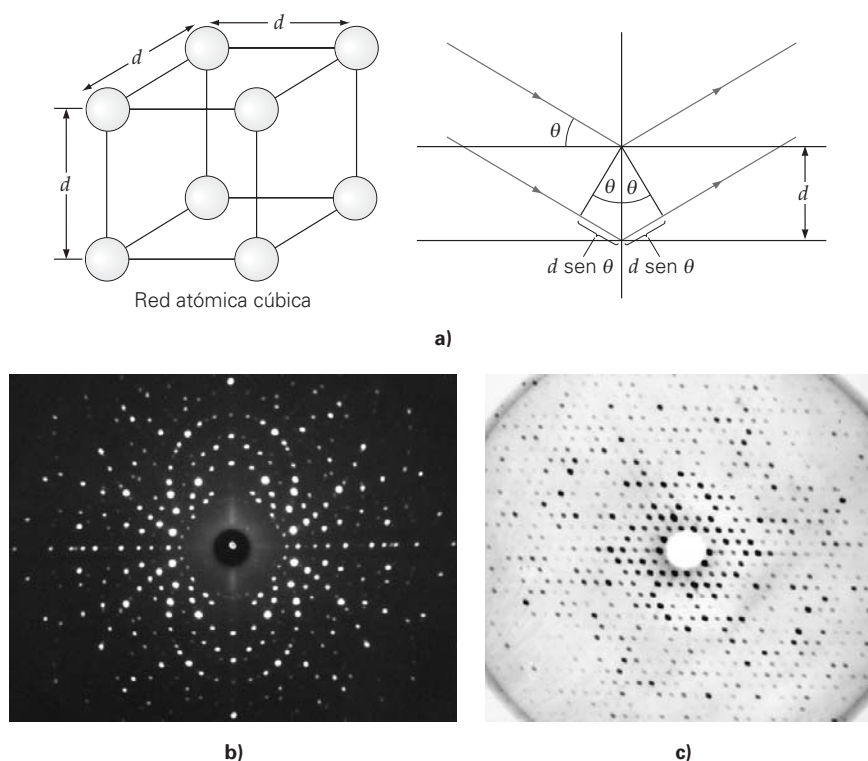 d
d
d
Red atómica cúbica
θ
θ θ
d
d sen θ d sen θ
a)
b)
c)